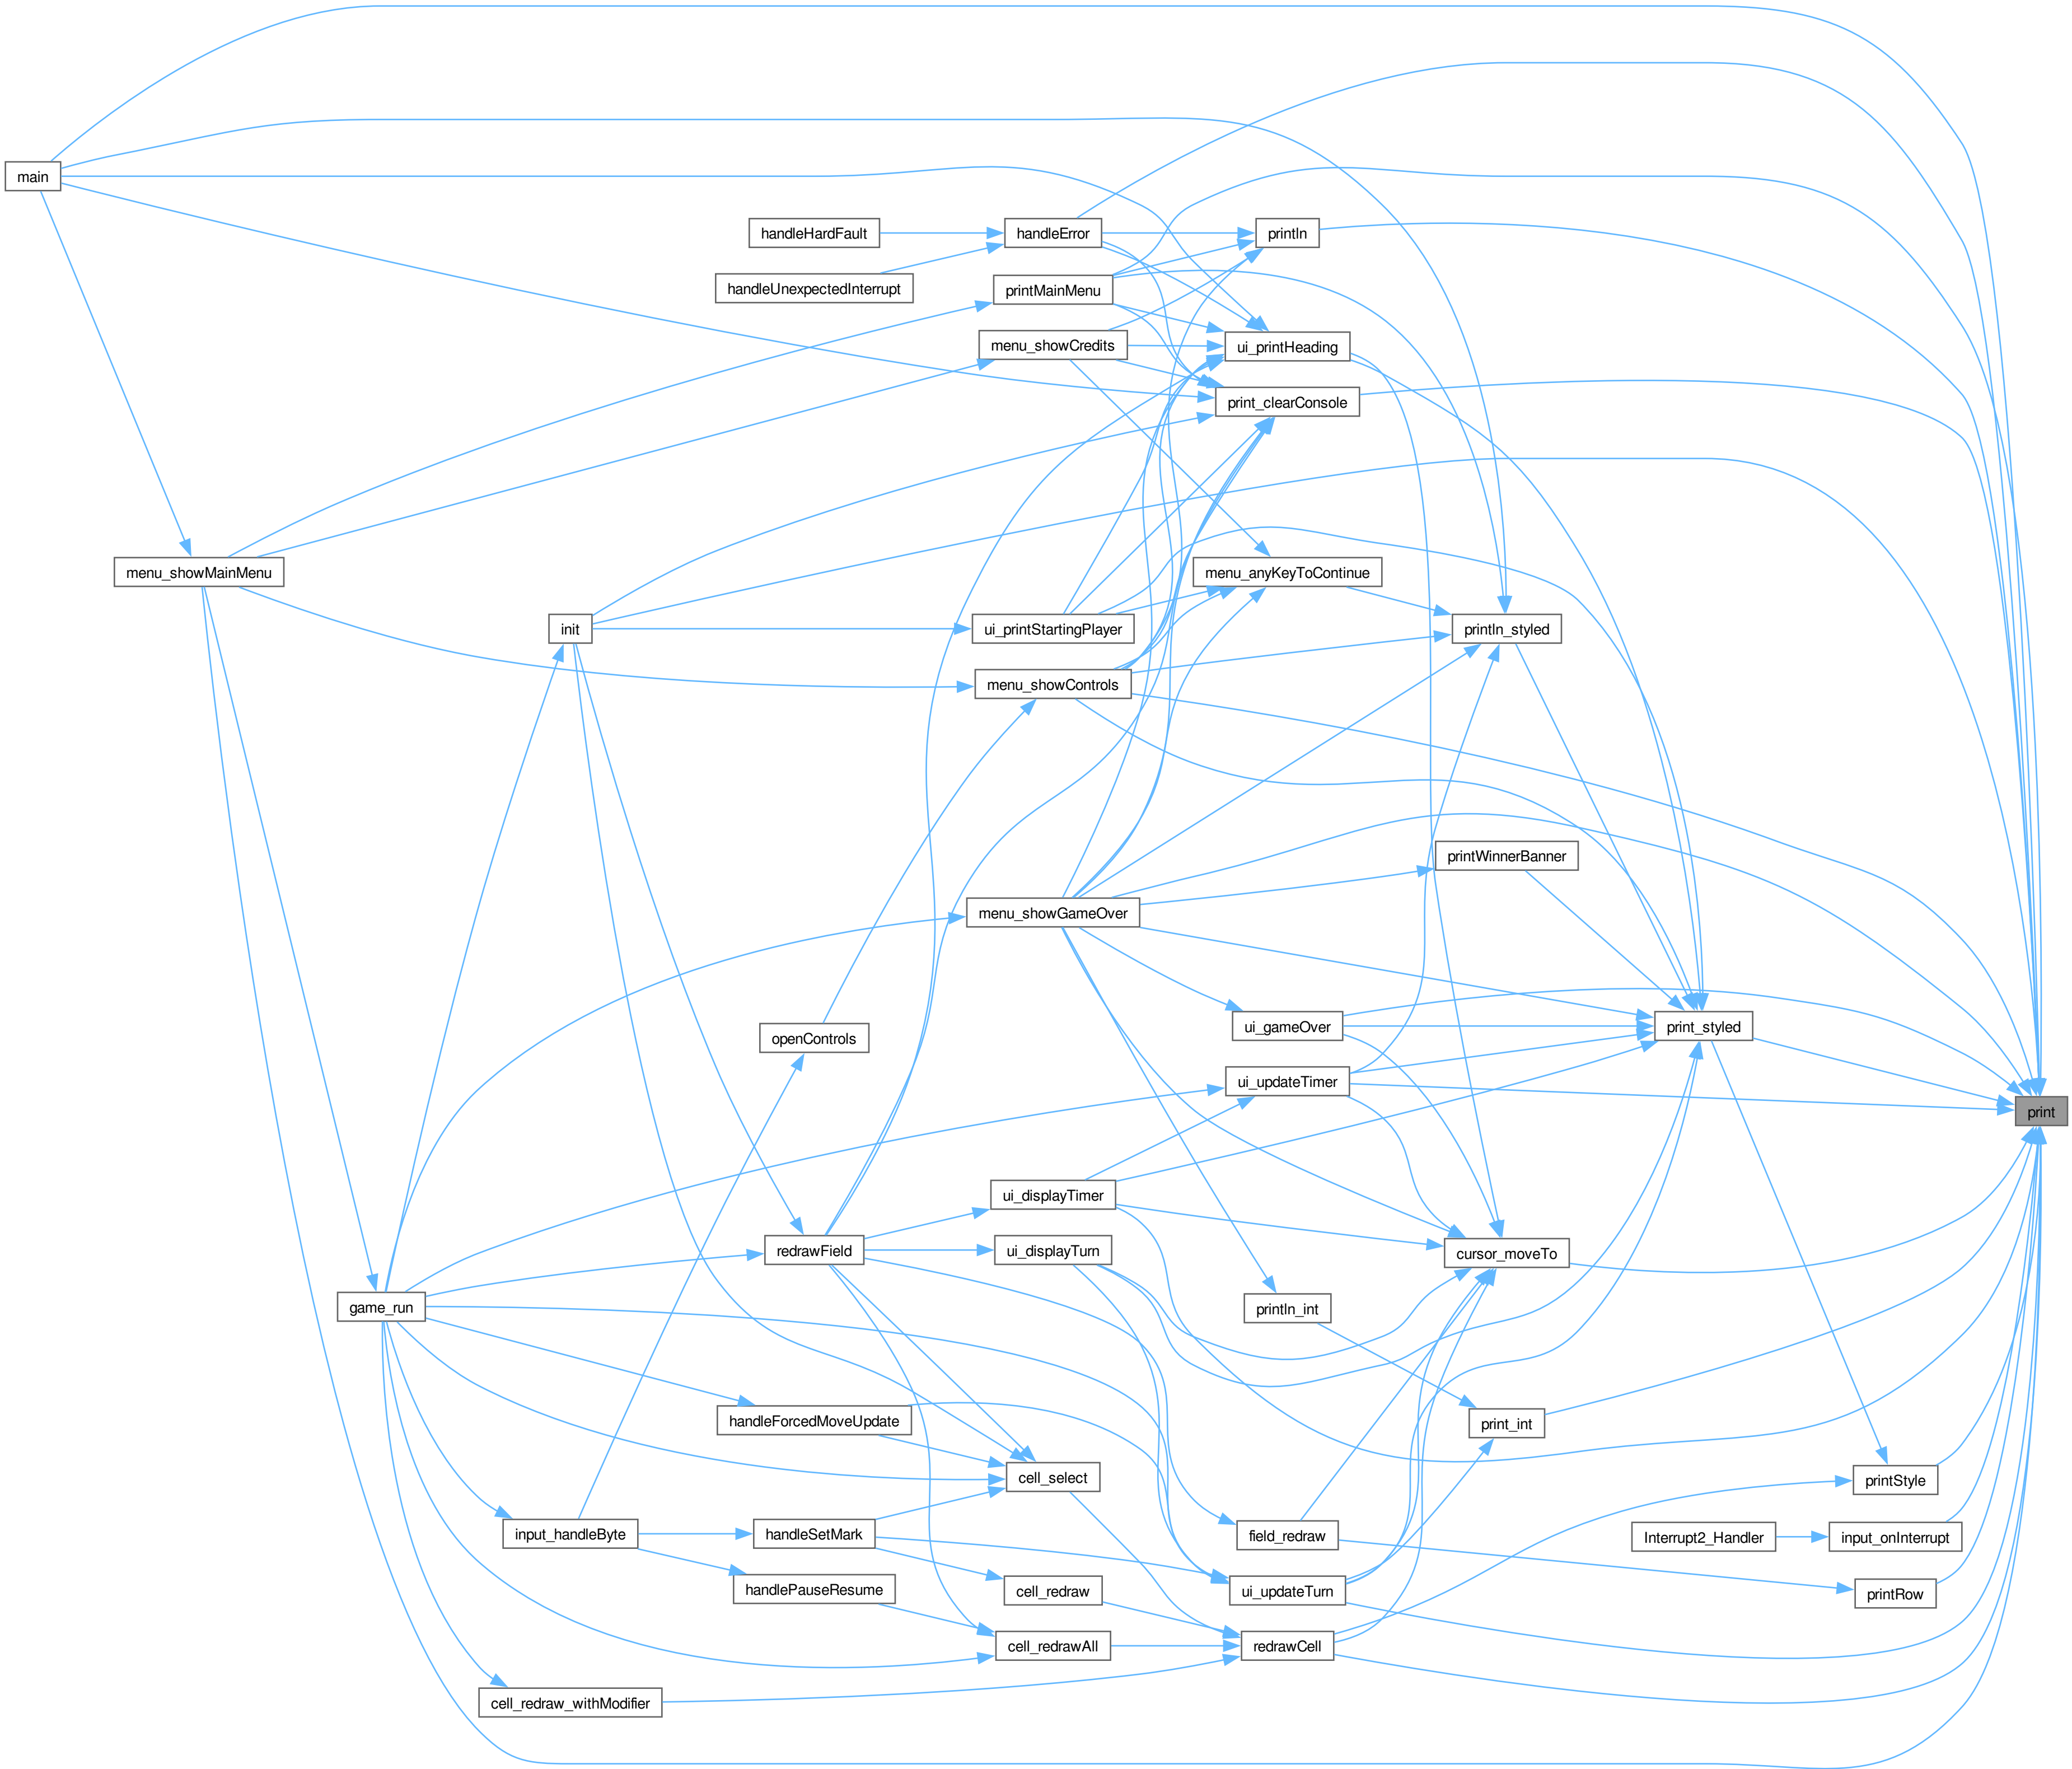 main
handleHardFault
handleError
println
handleUnexpectedInterrupt
printMainMenu
menu_showCredits
ui_printHeading
print_clearConsole
menu_showMainMenu
menu_anyKeyToContinue
init
ui_printStartingPlayer
println_styled
menu_showControls
printWinnerBanner
menu_showGameOver
openControls
ui_gameOver
print_styled
ui_updateTimer
print
ui_displayTimer
redrawField
ui_displayTurn
cursor_moveTo
game_run
println_int
handleForcedMoveUpdate
print_int
cell_select
printStyle
input_handleByte
handleSetMark
field_redraw
Interrupt2_Handler
input_onInterrupt
handlePauseResume
cell_redraw
ui_updateTurn
printRow
cell_redrawAll
redrawCell
cell_redraw_withModifier